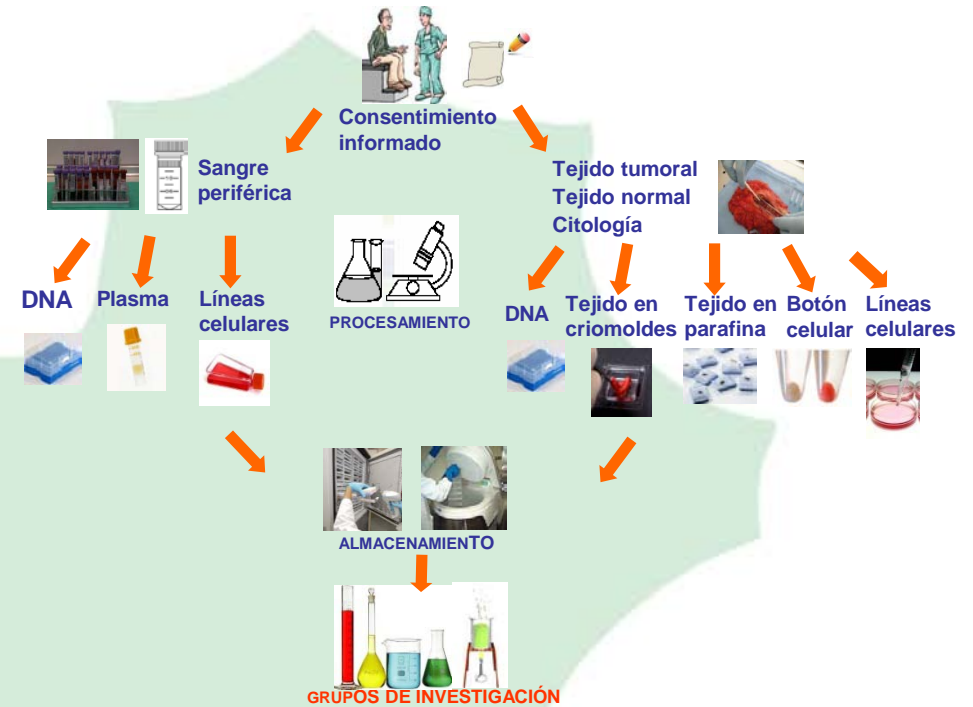 Consentimiento
informado
Sangre
periférica
Tejido tumoral
Tejido normal
Citología
DNA
Plasma
Líneas
celulares
PROCESAMIENTO
DNA
Tejido en
criomoldes
Tejido en
parafina
Botón
celular
Líneas
celulares
ALMACENAMIENTO
GRUPOS DE INVESTIGACIÓN